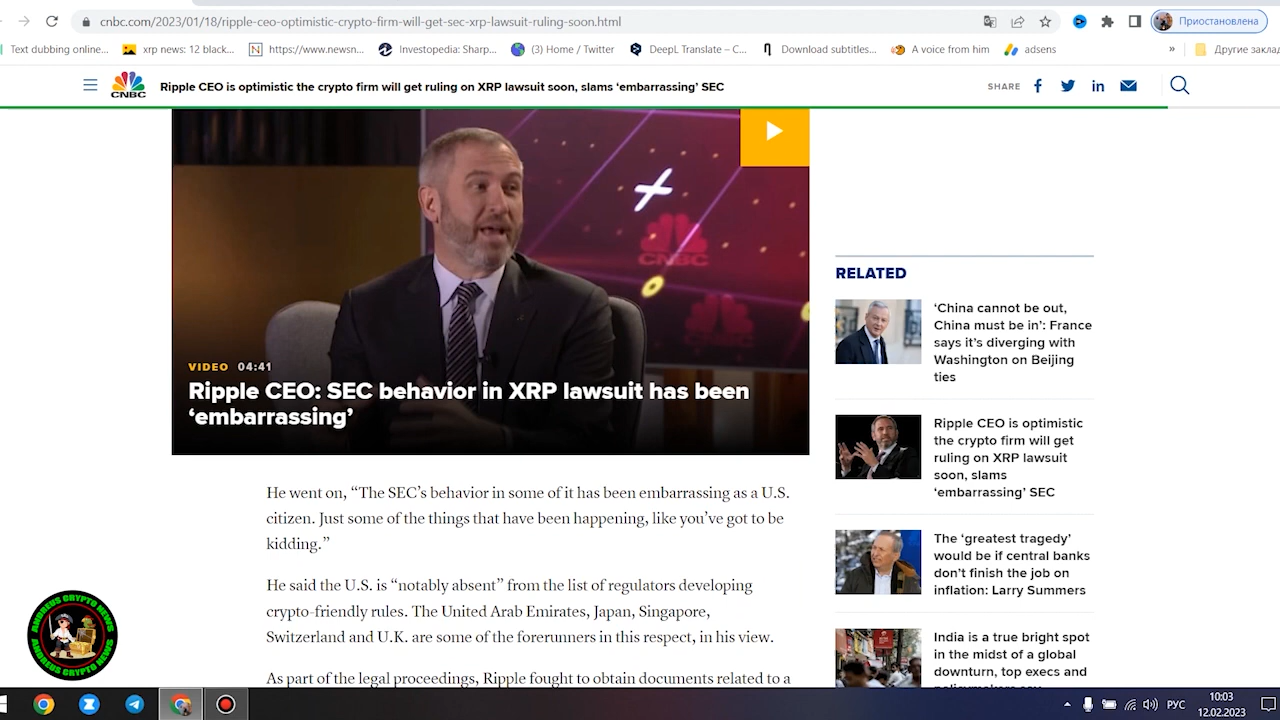 cnbc.com/2023/01/18/ripple-ceo-optimistic-crypto-firm-will-get-sec-xrp-lawsuit-ruling-soon.html
Приостановлена
Text dubbing online...
xrp news: 12 black...
https://www.newsn...
Investopedia: Sharp...
(3) Home / Twitter
DeepL Translate – C...
Download subtitles...
A voice from him
adsens
»
Другие закла
CNBC
Ripple CEO is optimistic the crypto firm will get ruling on XRP lawsuit soon, slams ‘embarrassing’ SEC
SHARE
CNBC
VIDEO 04:41
Ripple CEO: SEC behavior in XRP lawsuit has been
‘embarrassing’
He went on, “The SEC’s behavior in some of it has been embarrassing as a U.S.
citizen. Just some of the things that have been happening, like you’ve got to be
kidding.”
He said the U.S. is “notably absent” from the list of regulators developing
crypto-friendly rules. The United Arab Emirates, Japan, Singapore,
Switzerland and U.K. are some of the forerunners in this respect, in his view.
As part of the legal proceedings, Ripple fought to obtain documents related to a
RELATED
‘China cannot be out,
China must be in’: France
says it’s diverging with
Washington on Beijing
ties
Ripple CEO is optimistic
the crypto firm will get
ruling on XRP lawsuit
soon, slams
‘embarrassing’ SEC
The ‘greatest tragedy’
would be if central banks
don’t finish the job on
inflation: Larry Summers
India is a true bright spot
in the midst of a global
downturn, top execs and
policymakers say
ANDREUS CRYPTO NEWS
ANDREUS CRYPTO NEWS
РУС
10:03
12.02.2023